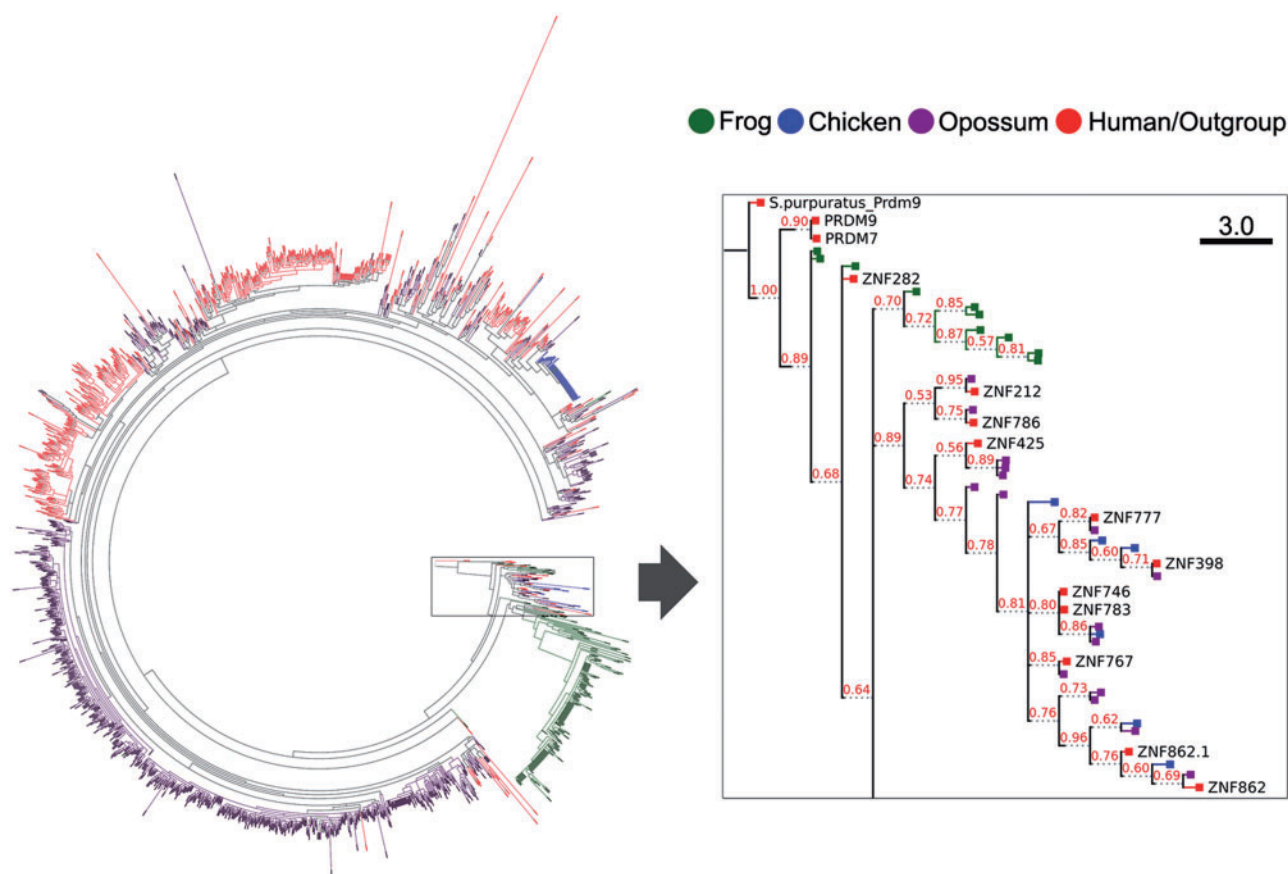 Frog Chicken Opossum Human/Outgroup
S.purpuratus_Prdm9
3.0
0.90 PRDM9
PRDM7
ZNF282
1.00
0.70
0.85
0.72
0.87 0.57 0.81
0.89
0.95
0.53 ZNF212
0.75
ZNF786
0.89
0.56 ZNF425
0.89
0.68
0.74
0.77
0.82 ZNF777
0.67
0.78
0.85 0.60
0.71 ZNF398
ZNF746
0.81 0.80
ZNF783
0.86
0.85 ZNF767
0.64
0.73
0.76
0.62
0.96
ZNF862.1
0.76
0.60
0.69
ZNF862